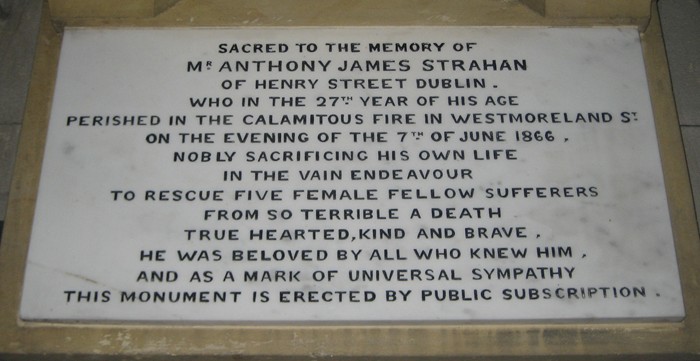 SACRED TO THE MEMORY OF
MR ANTHONY JAMES STRAHAN
OF HENRY STREET DUBLIN.
WHO IN THE 27TH YEAR OF HIS AGE
PERISHED IN THE CALAMITOUS FIRE IN WESTMORELAND ST.
ON THE EVENING OF THE 7TH OF JUNE 1866,
NOBLY SACRIFICING HIS OWN LIFE
IN THE VAIN ENDEAVOUR
TO RESCUE FIVE FEMALE FELLOW SUFFERERS
FROM SO TERRIBLE A DEATH
TRUE HEARTED, KIND AND BRAVE,
HE WAS BELOVED BY ALL WHO KNEW HIM,
AND AS A MARK OF UNIVERSAL SYMPATHY
THIS MONUMENT IS ERECTED BY PUBLIC SUBSCRIPTION.